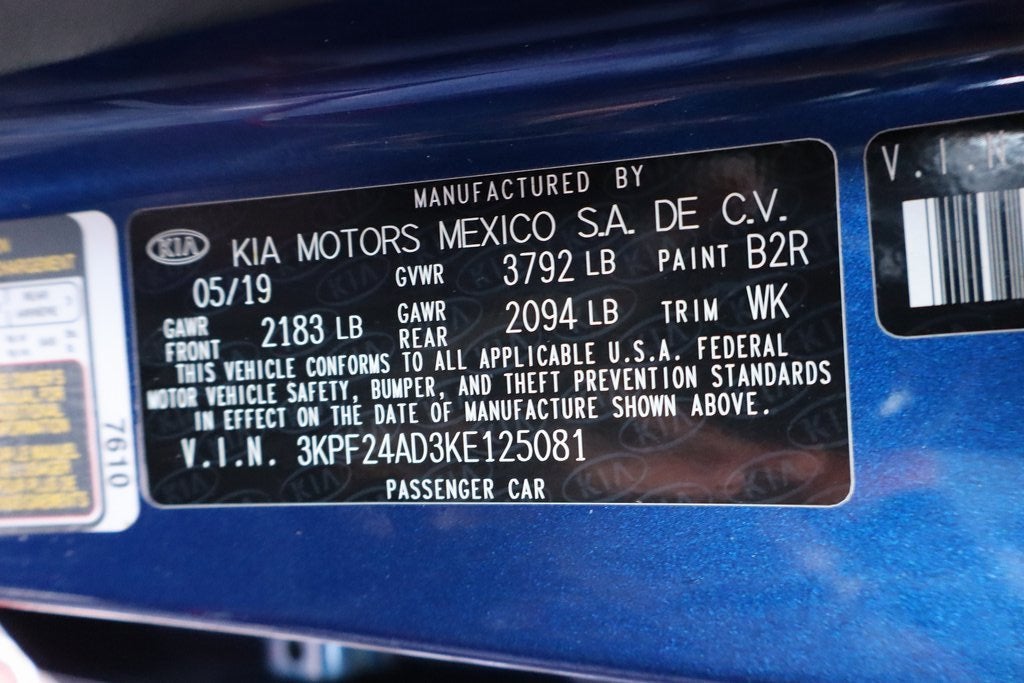 MANUFACTURED BY
KIA KIA MOTORS MEXICO S.A. DE C.V.
05/19 GVWR 3792 LB PAINT B2R
GAWR FRONT 2183 LB GAWR REAR 2094 LB TRIM WK
THIS VEHICLE CONFORMS TO ALL APPLICABLE U.S.A. FEDERAL
MOTOR VEHICLE SAFETY, BUMPER, AND THEFT PREVENTION STANDARDS
IN EFFECT ON THE DATE OF MANUFACTURE SHOWN ABOVE.
V.I.N. 3KPF24AD3KE125081
PASSENGER CAR
7610
V.I.N